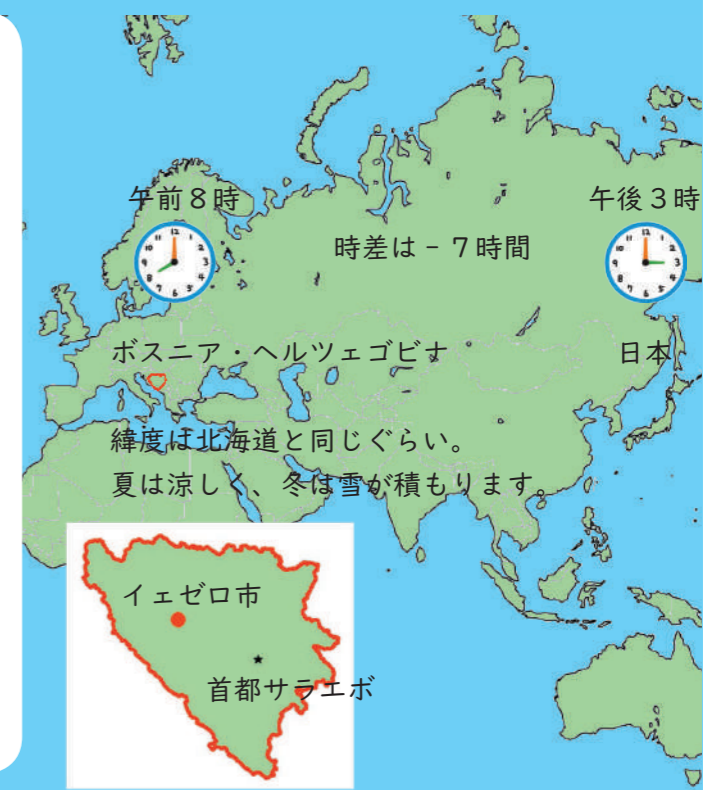 午前8時
午後3時
時差は-7時間
ボスニア・ヘルツェゴビナ
日本
緯度は北海道と同じぐらい。
夏は涼しく、冬は雪が積もります。
イェゼロ市
首都サラエボ